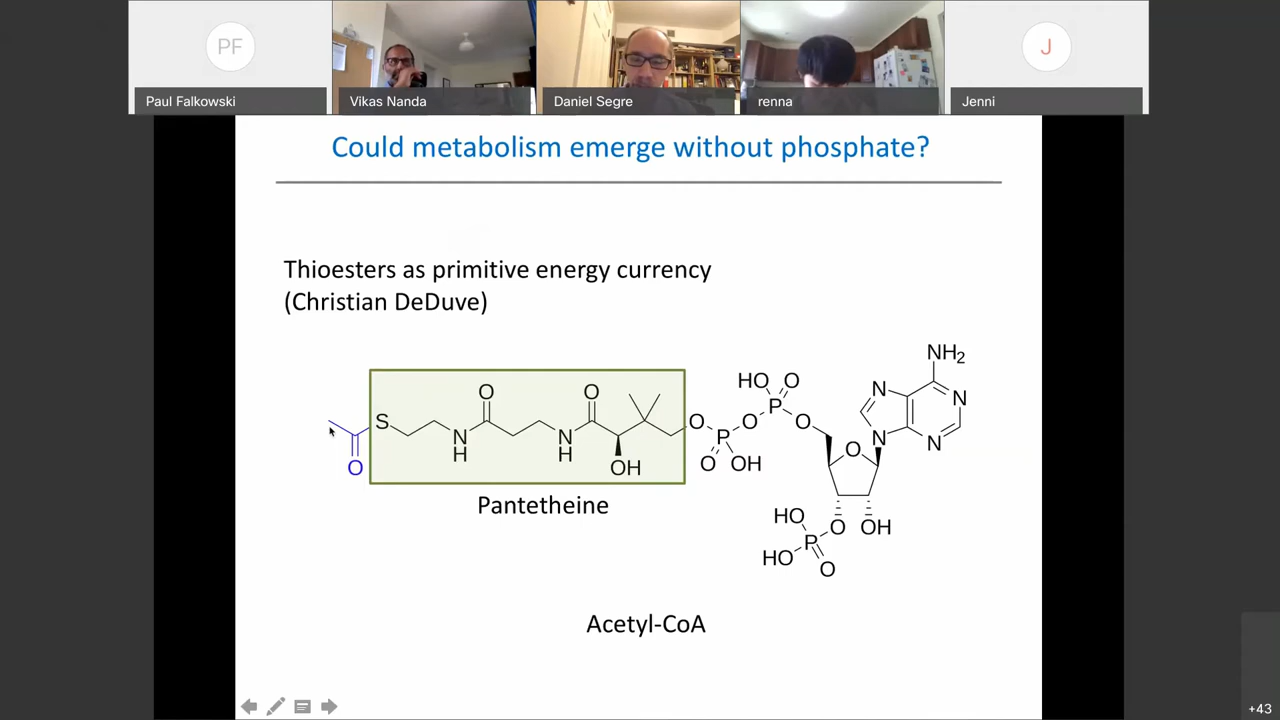 PF
J
Paul Falkowski
Vikas Nanda
Daniel Segre
renna
Jenni
Could metabolism emerge without phosphate?
Thioesters as primitive energy currency
(Christian DeDuve)
NH2
HO O
O O P N N
S O P O O N N
N H N H OH O OH O
O
Pantetheine
HO O OH
HO P O
Acetyl-CoA
+43